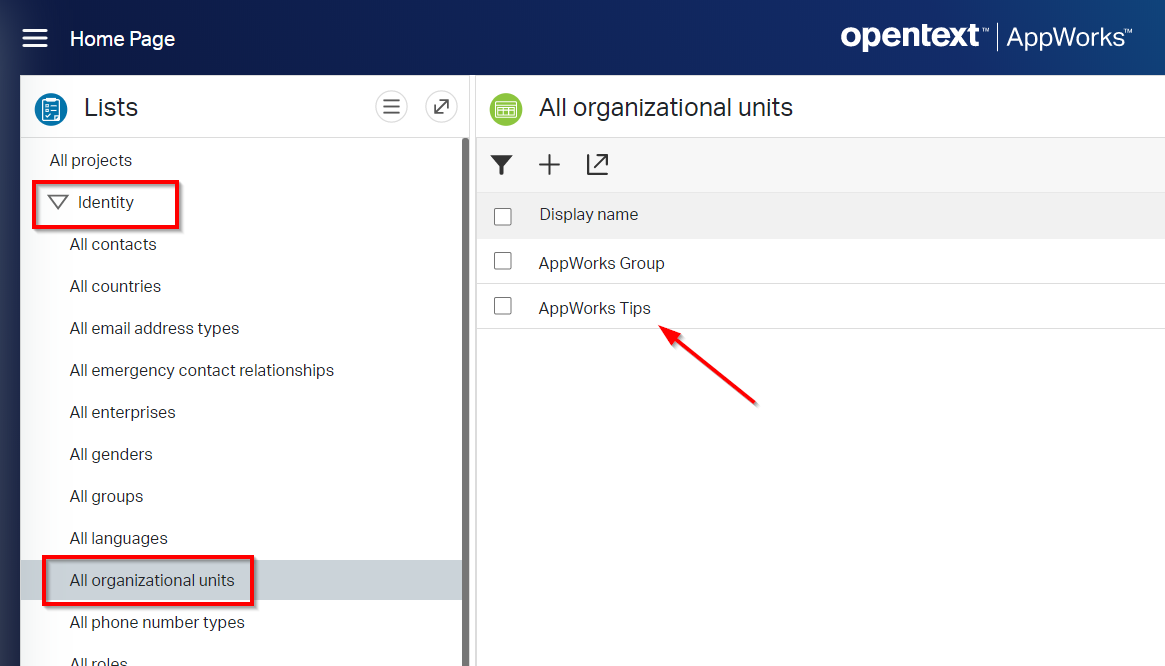 Home Page
opentext™ | AppWorks™
Lists
All projects
Identity
All contacts
All countries
All email address types
All emergency contact relationships
All enterprises
All genders
All groups
All languages
All organizational units
All phone number types
All roles
All organizational units
Display name
AppWorks Group
AppWorks Tips